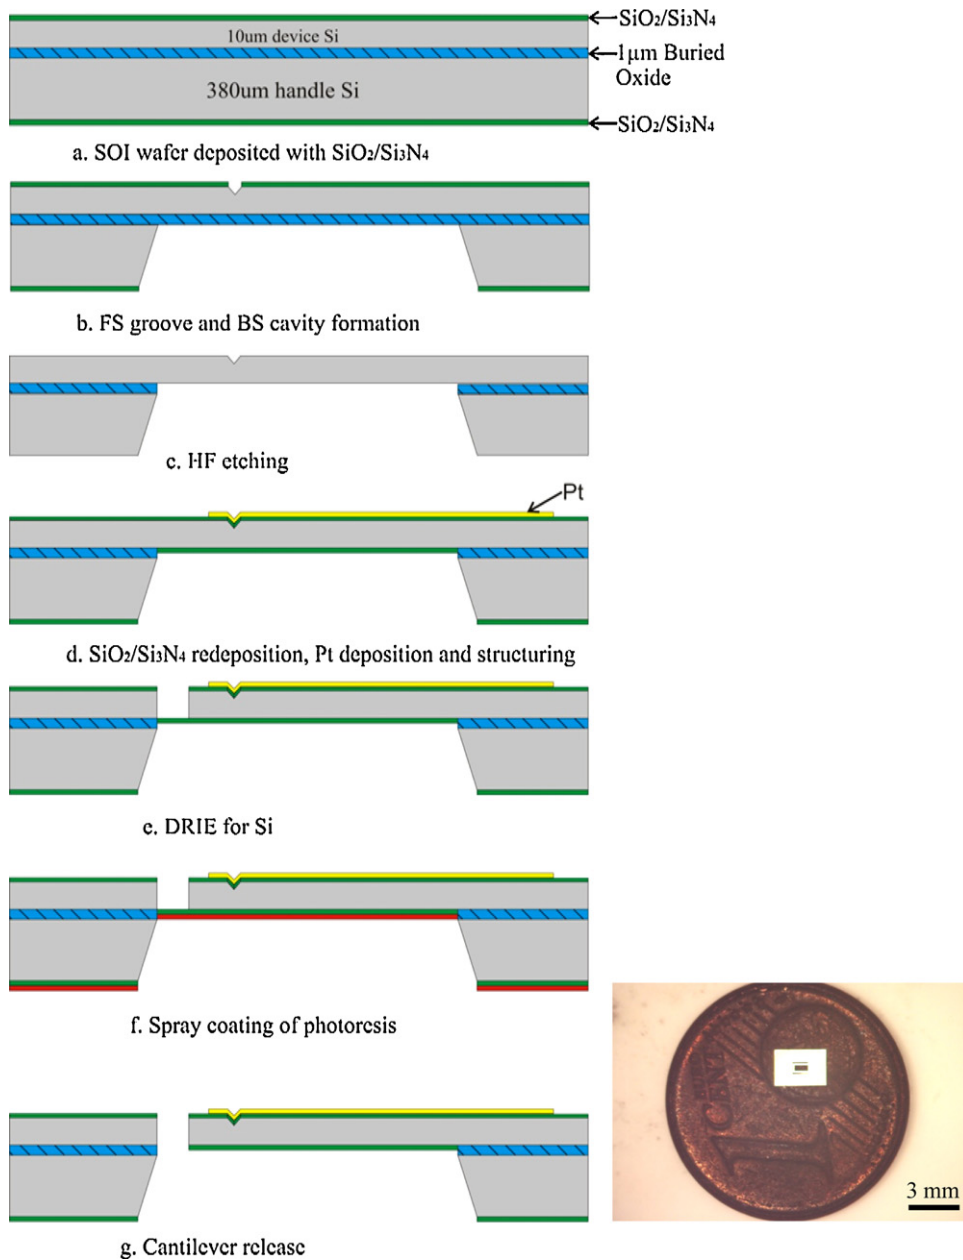 SiO2/Si3N4
10um device Si
1μm Buried
Oxide
380um handle Si
SiO2/Si3N4
a. SOI wafer deposited with SiO2/Si3N4
b. FS groove and BS cavity formation
c. HF etching
Pt
d. SiO2/Si3N4 redeposition, Pt deposition and structuring
e. DRIE for Si
f. Spray coating of photoresis
g. Cantilever release
1
CENT
3 mm